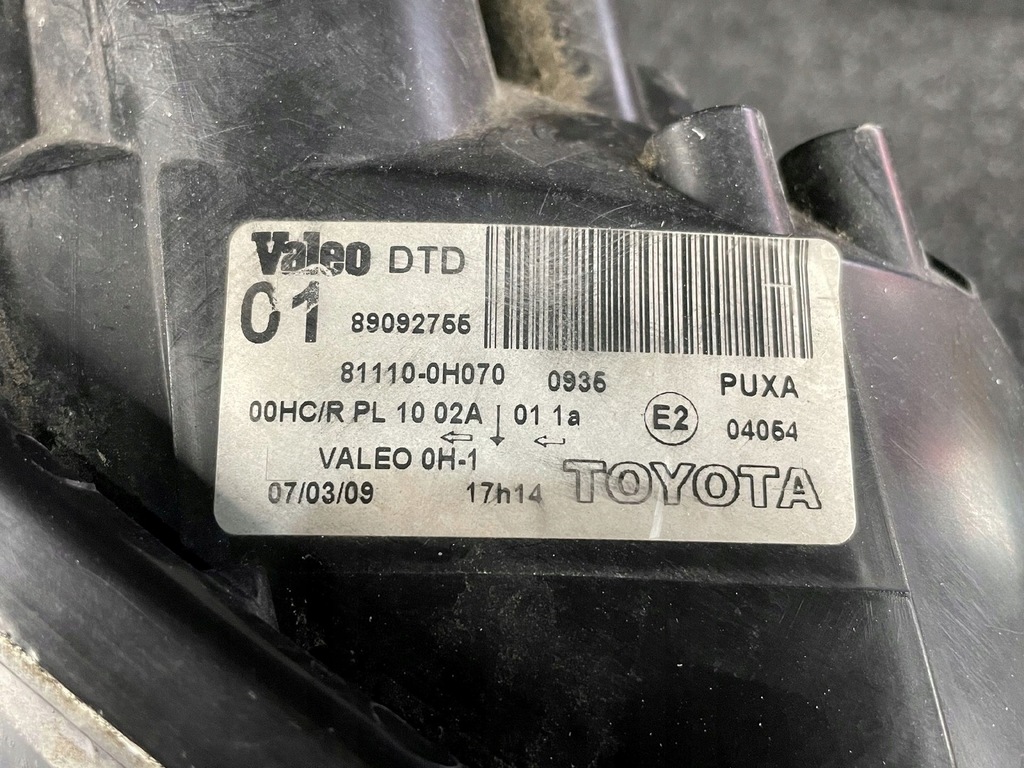 Valeo DTD
01 89092755
81110-0H070 0935 PUXA
00HC/R PL 10 02A 01 1a E2 04054
VALEO 0H-1
07/03/09 17h14 TOYOTA